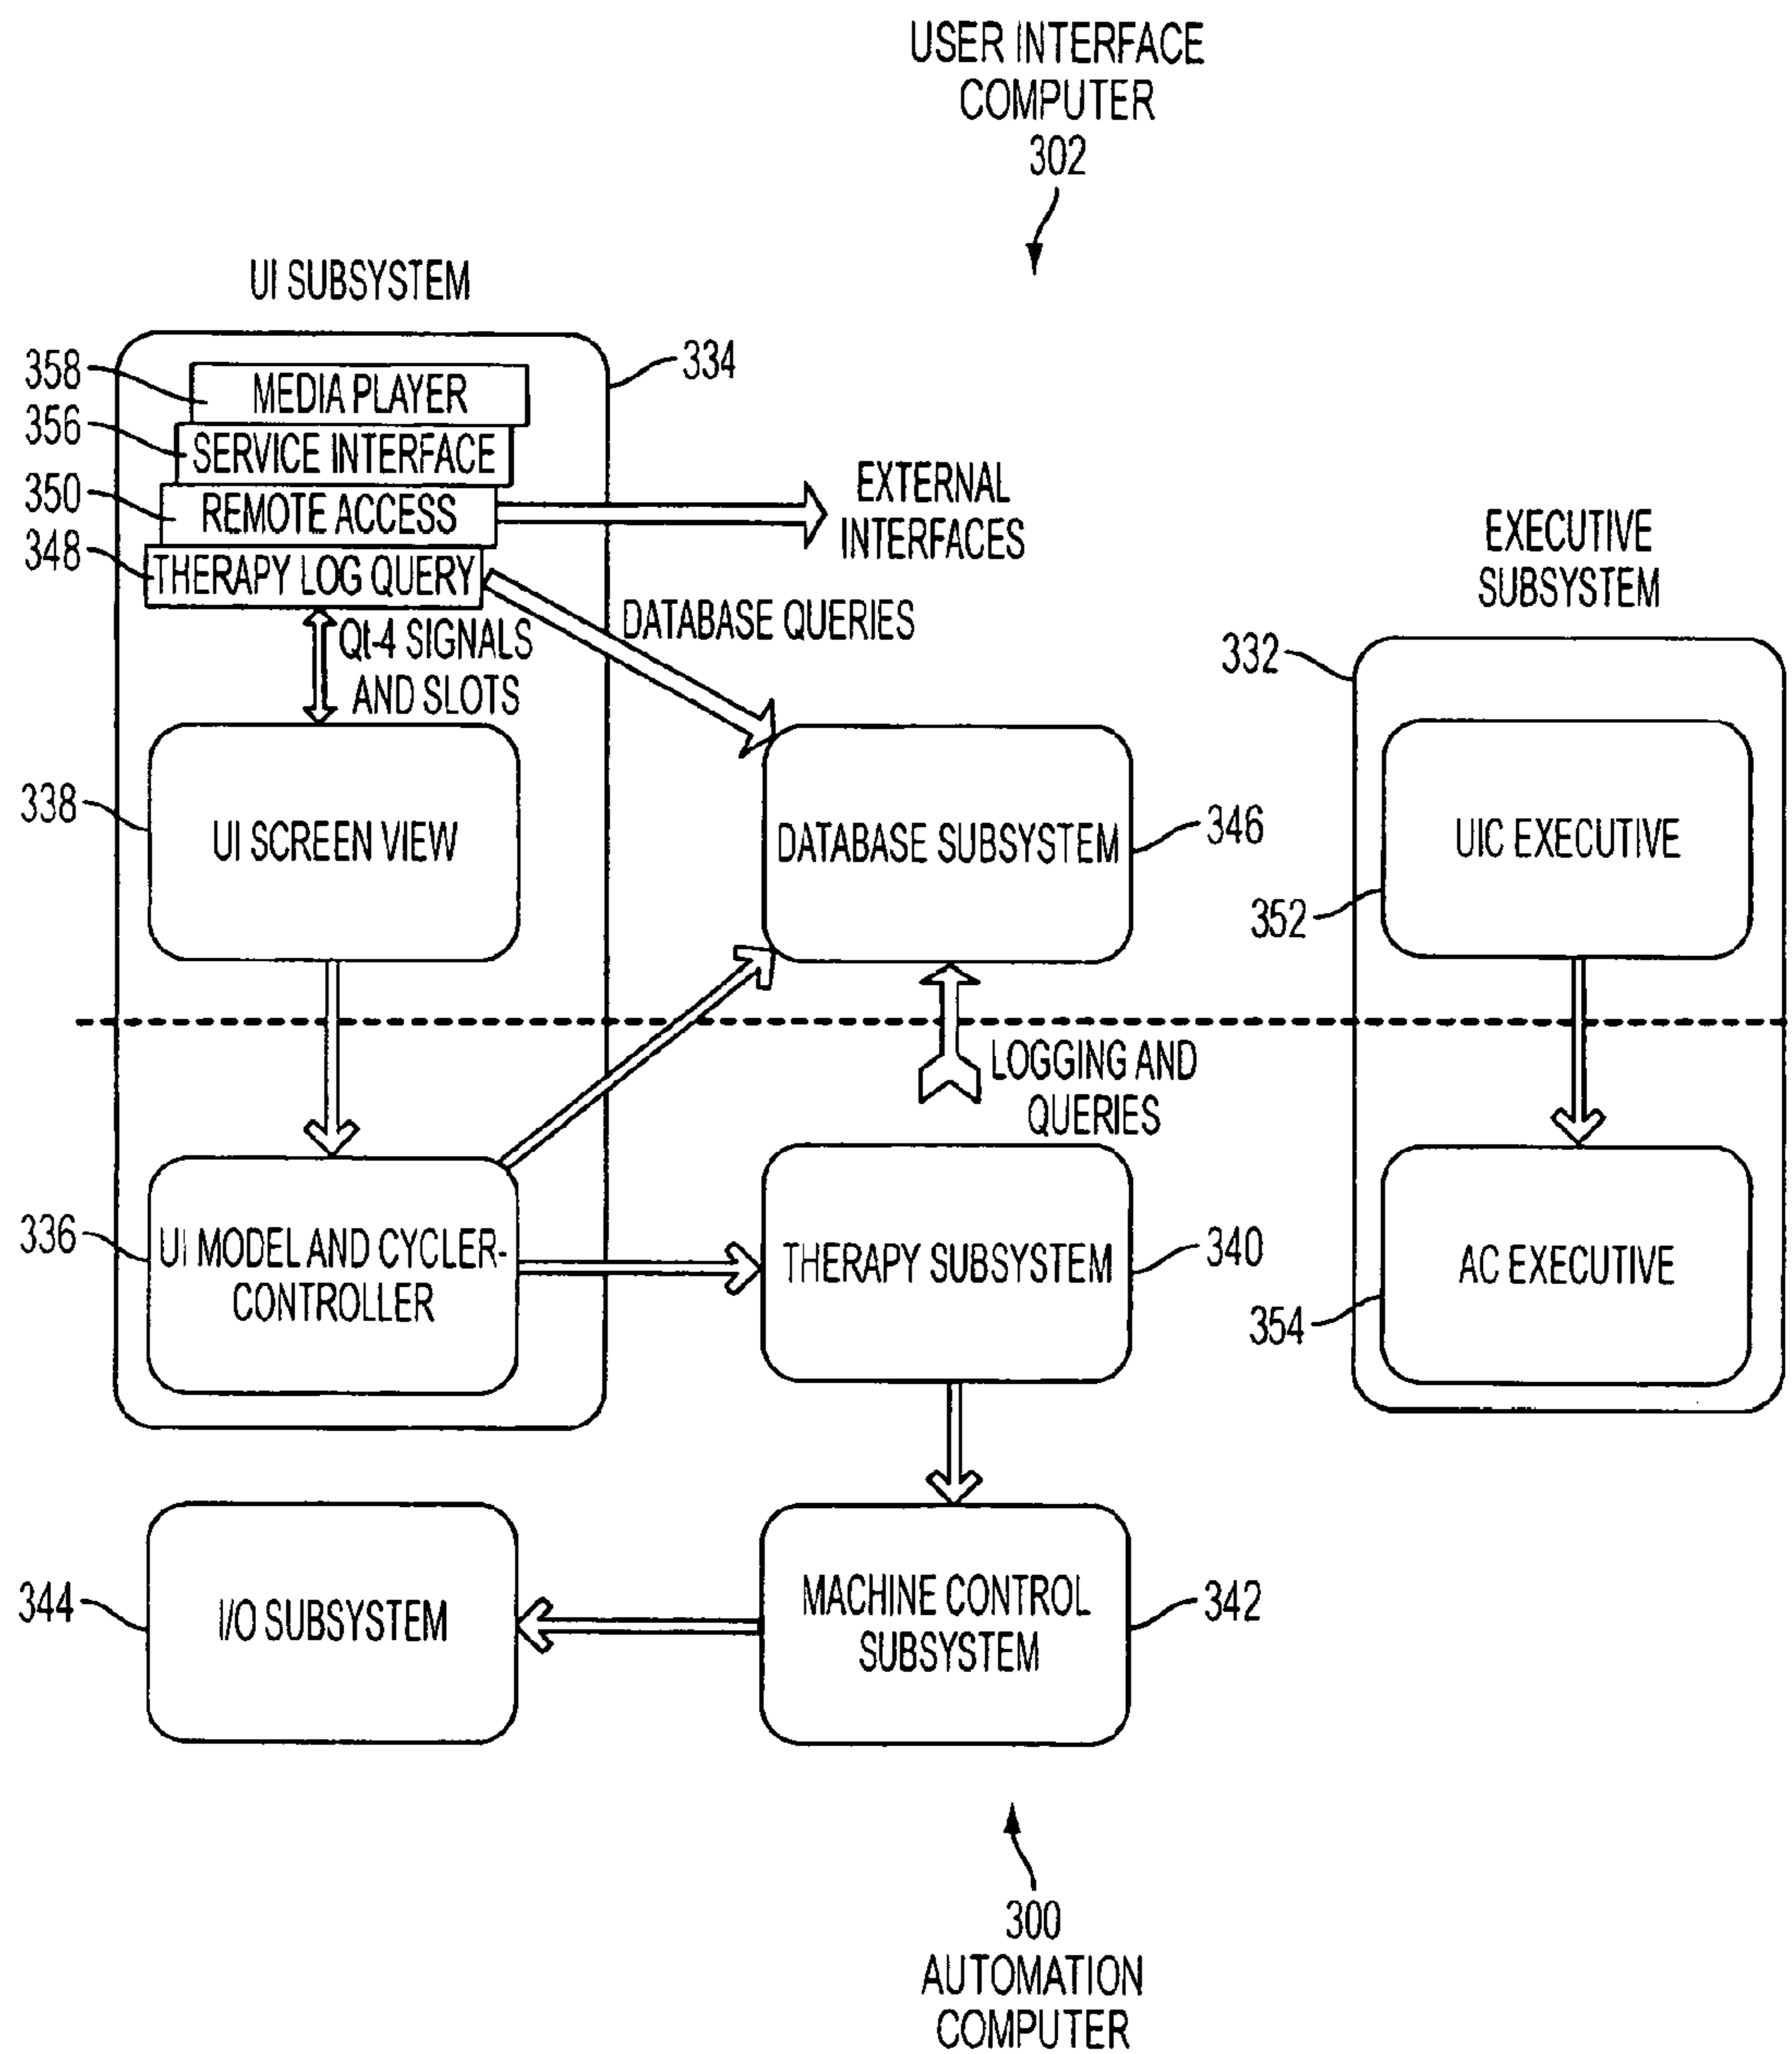 USER INTERFACE
COMPUTER
302
UI SUBSYSTEM
334
358
MEDIA PLAYER
356
SERVICE INTERFACE
350
REMOTE ACCESS
348
THERAPY LOG QUERY
EXTERNAL
INTERFACES
DATABASE QUERIES
Qt-4 SIGNALS
AND SLOTS
EXECUTIVE
SUBSYSTEM
332
338
UI SCREEN VIEW
DATABASE SUBSYSTEM
346
UIC EXECUTIVE
352
LOGGING AND
QUERIES
336
UI MODEL AND CYCLER-
CONTROLLER
THERAPY SUBSYSTEM
340
AC EXECUTIVE
354
344
I/O SUBSYSTEM
MACHINE CONTROL
SUBSYSTEM
342
300
AUTOMATION
COMPUTER